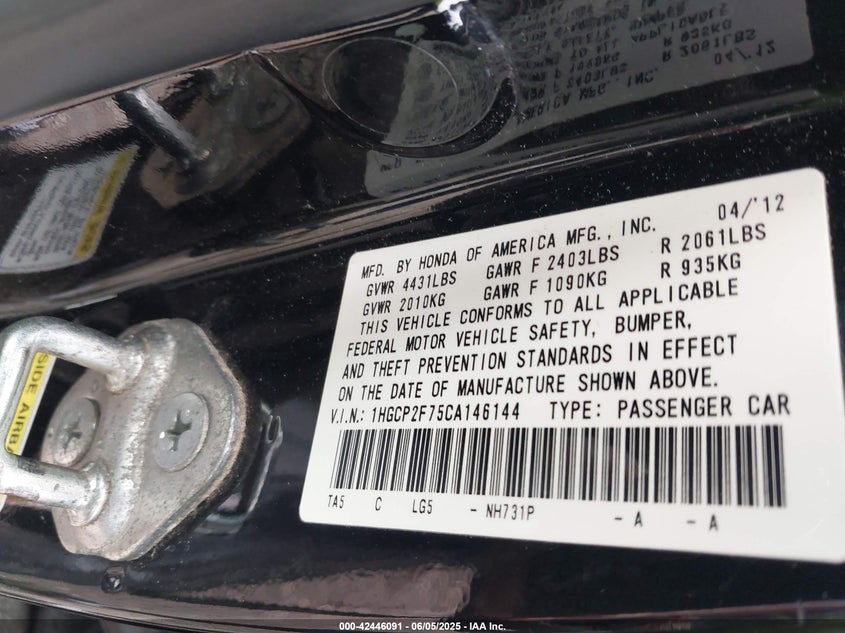 MFD. BY HONDA OF AMERICA MFG., INC. 04/'12
GVWR 4431LBS GAWR F 2403LBS R 2061LBS
GVWR 2010KG GAWR F 1090KG R 935KG
THIS VEHICLE CONFORMS TO ALL APPLICABLE
FEDERAL MOTOR VEHICLE SAFETY, BUMPER,
AND THEFT PREVENTION STANDARDS IN EFFECT
ON THE DATE OF MANUFACTURE SHOWN ABOVE.
V.I.N.: 1HGCP2F75CA146144 TYPE: PASSENGER CAR
TA5 C LG5 - NH731P - A - A
SIDE AIRB
000-42446091 - 06/05/2025 - IAA Inc.